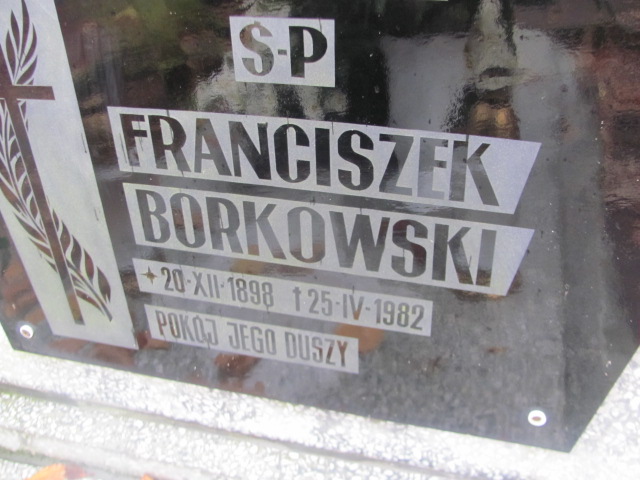 Ś-P
FRANCISZEK
BORKOWSKI
20-XII-1898 †25-IV-1982
POKÓJ JEGO DUSZY